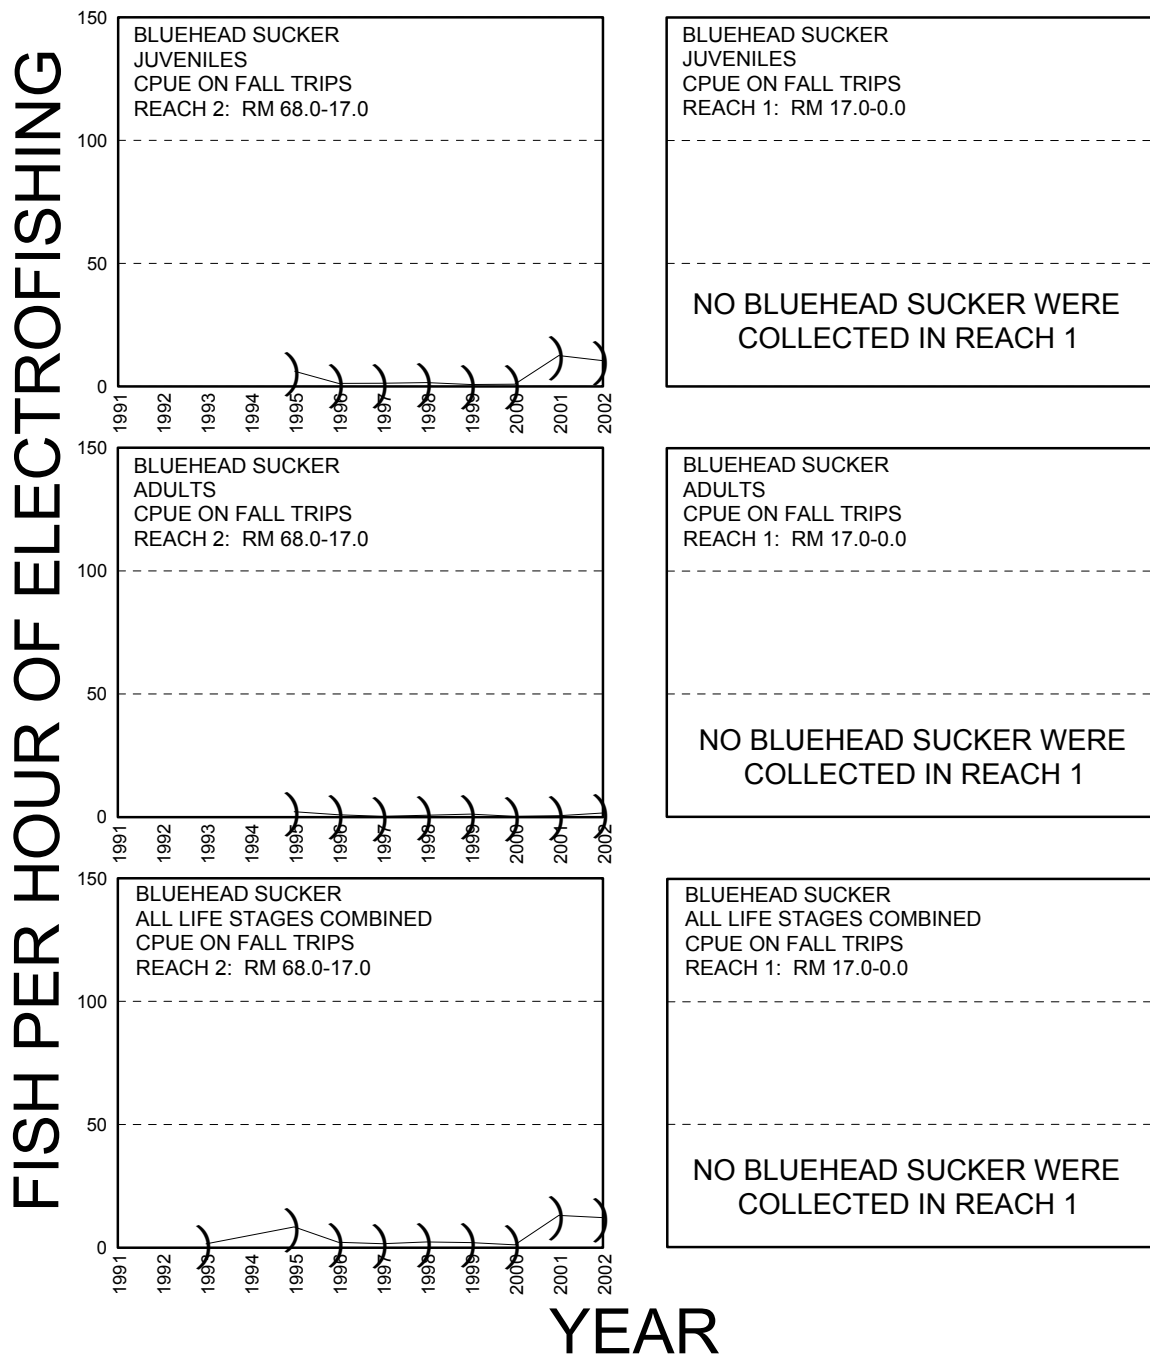 FISH PER HOUR OF ELECTROFISHING
150
100
50
0
BLUEHEAD SUCKER
JUVENILES
CPUE ON FALL TRIPS
REACH 2: RM 68.0-17.0
1991
1992
1993
1994
1995
1996
1997
1998
1999
2000
2001
2002
BLUEHEAD SUCKER
JUVENILES
CPUE ON FALL TRIPS
REACH 1: RM 17.0-0.0
NO BLUEHEAD SUCKER WERE
COLLECTED IN REACH 1
150
100
50
0
BLUEHEAD SUCKER
ADULTS
CPUE ON FALL TRIPS
REACH 2: RM 68.0-17.0
1991
1992
1993
1994
1995
1996
1997
1998
1999
2000
2001
2002
BLUEHEAD SUCKER
ADULTS
CPUE ON FALL TRIPS
REACH 1: RM 17.0-0.0
NO BLUEHEAD SUCKER WERE
COLLECTED IN REACH 1
150
100
50
0
BLUEHEAD SUCKER
ALL LIFE STAGES COMBINED
CPUE ON FALL TRIPS
REACH 2: RM 68.0-17.0
1991
1992
1993
1994
1995
1996
1997
1998
1999
2000
2001
2002
BLUEHEAD SUCKER
ALL LIFE STAGES COMBINED
CPUE ON FALL TRIPS
REACH 1: RM 17.0-0.0
NO BLUEHEAD SUCKER WERE
COLLECTED IN REACH 1
YEAR